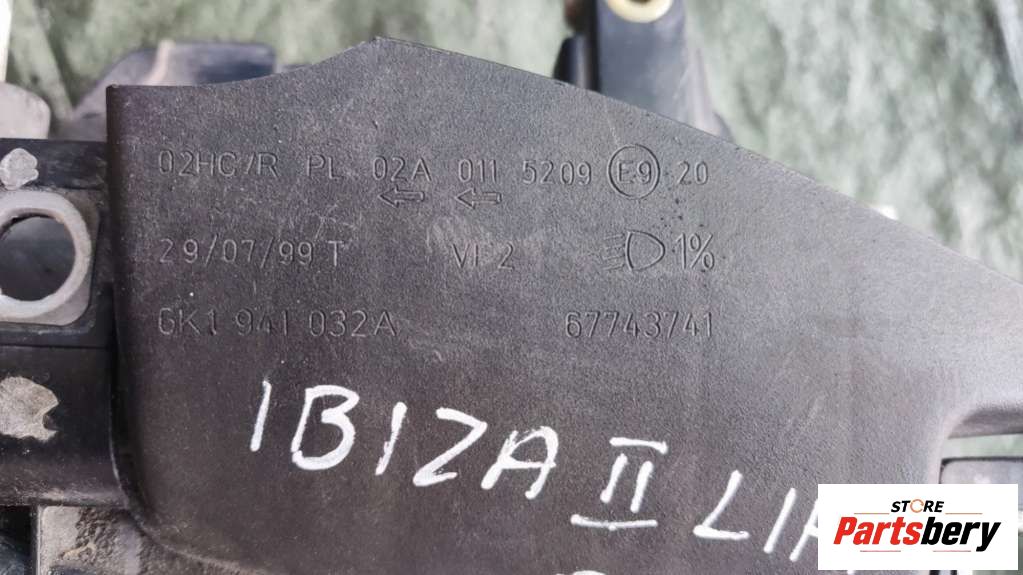 02HC/R PL 02A 011 5209 E9 20
29/07/99 T VF2 1%
6K1 941 032A 67743741
IBIZA II
STORE
Partsbery